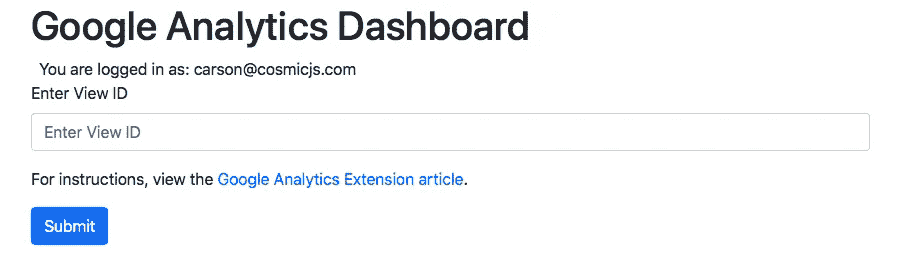 Google Analytics Dashboard
You are logged in as: carson@cosmicjs.com
Enter View ID
Enter View ID
For instructions, view the Google Analytics Extension article.
Submit